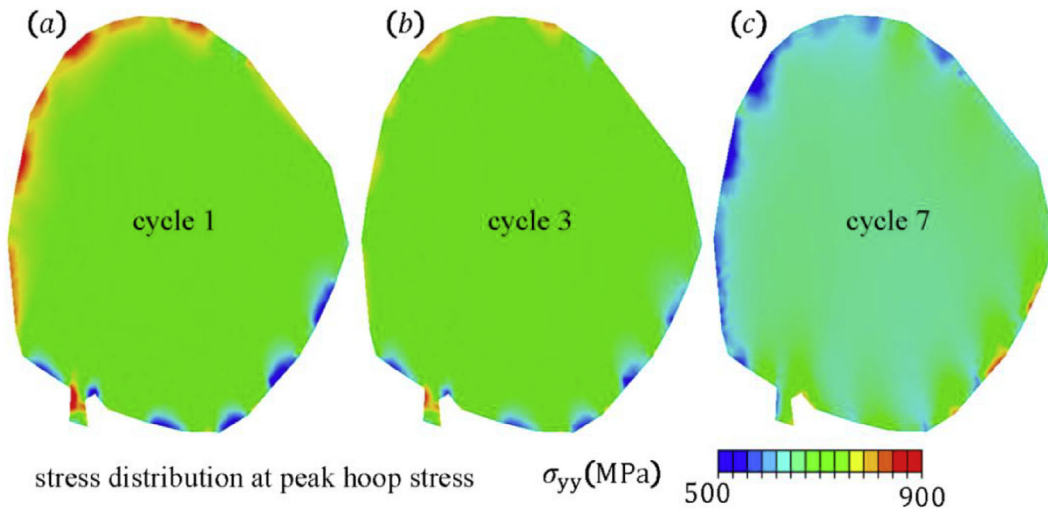 (a)
(b)
(c)
cycle 1
cycle 3
cycle 7
stress distribution at peak hoop stress
σyy(MPa)
500
900